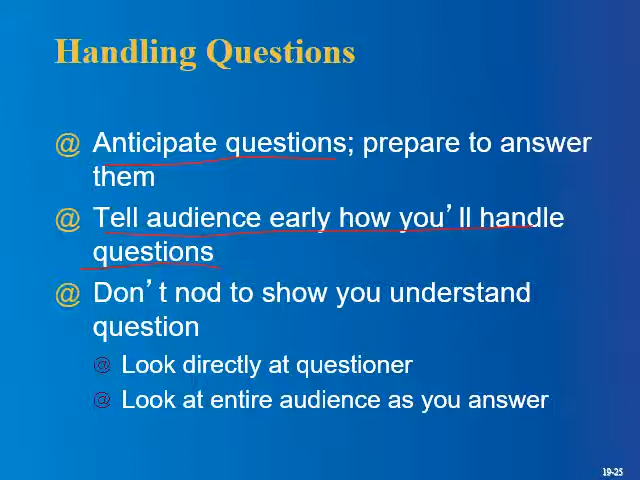 Handling Questions
@ Anticipate questions; prepare to answer
them
@ Tell audience early how you’ll handle
questions
@ Don’t nod to show you understand
question
@ Look directly at questioner
@ Look at entire audience as you answer
19-25